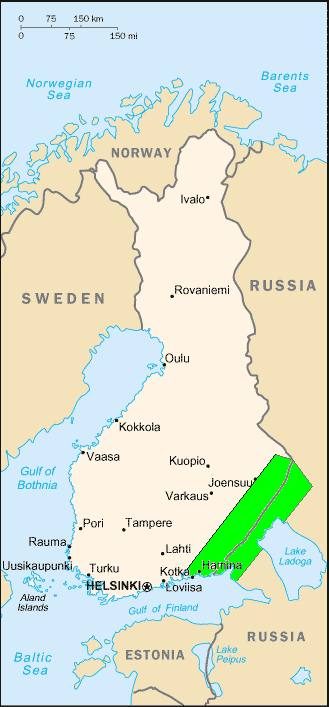 0 75 150 km
0 75 150 mi
Norwegian
Sea
Barents
Sea
NORWAY
Ivalo
RUSSIA
SWEDEN
Rovaniemi
Oulu
Kokkola
Vaasa
Kuopio
Gulf of
Bothnia
Joensuu
Varkaus
Pori
Tampere
Rauma
Lahti
Lake
Ladoga
Uusikaupunki
Turku
Kotka
Hamina
HELSINKI
Loviisa
Aland
Islands
Gulf of Finland
Baltic
Sea
ESTONIA
Lake
Peipus
RUSSIA